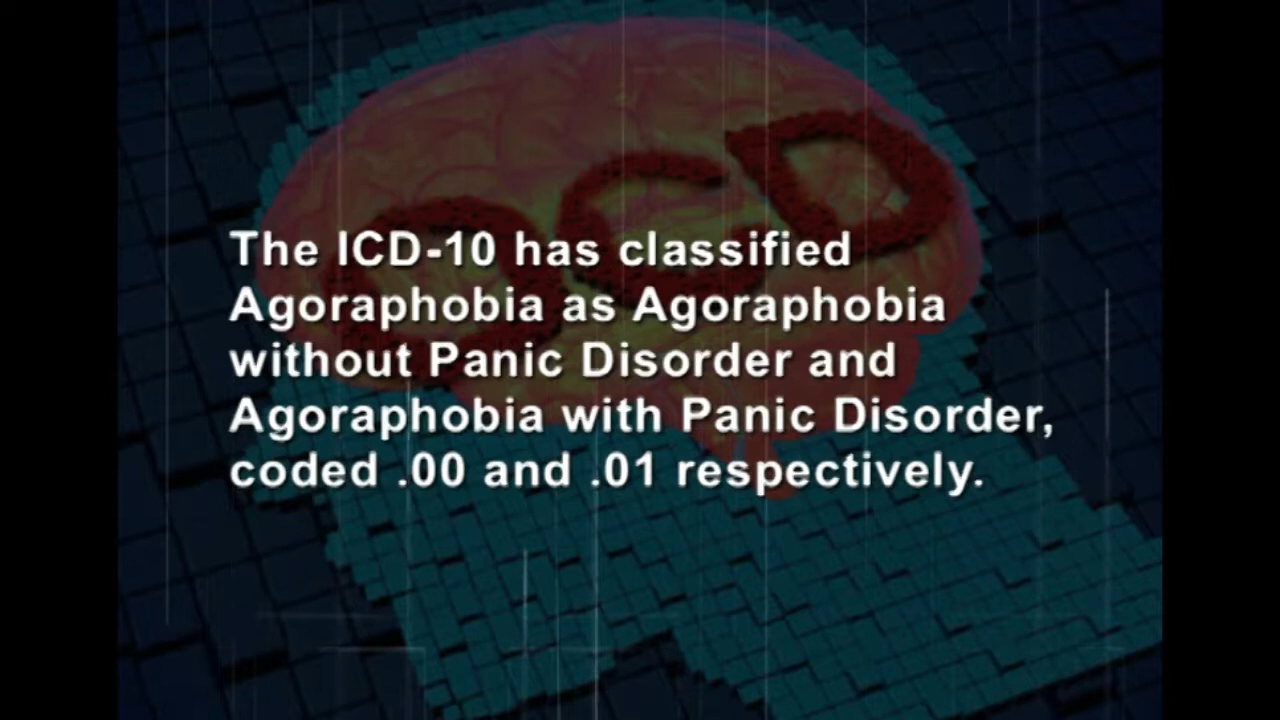 OCD
The ICD-10 has classified
Agoraphobia as Agoraphobia
without Panic Disorder and
Agoraphobia with Panic Disorder,
coded .00 and .01 respectively.